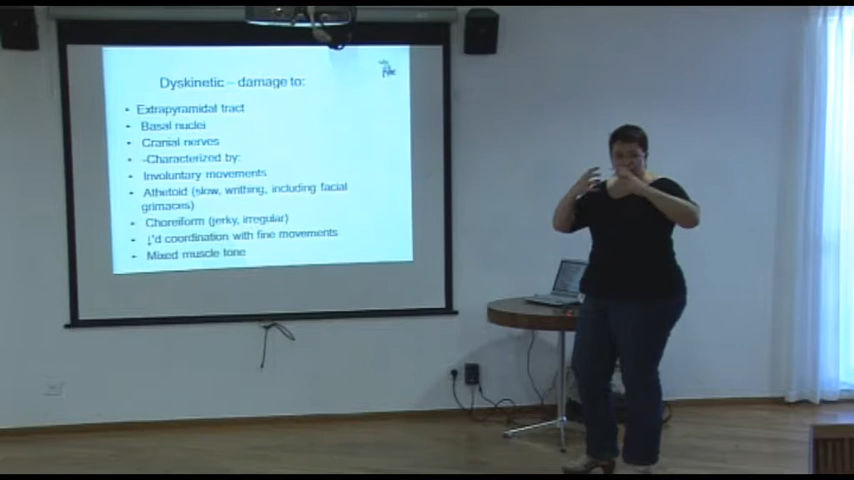 Dyskinetic – damage to:
• Extrapyramidal tract
• Basal nuclei
• Cranial nerves
• -Characterized by:
• Involuntary movements
• Athetoid (slow, writhing, including facial
grimaces)
• Choreiform (jerky, irregular)
• ↓'d coordination with fine movements
• Mixed muscle tone